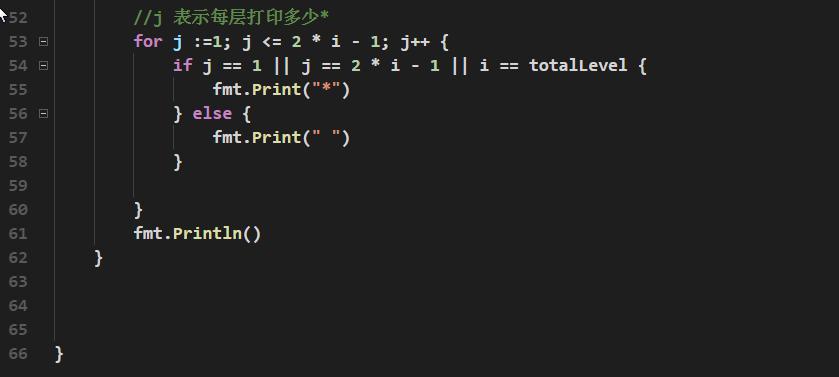 52 //j 表示每层打印多少*
53 for j :=1; j <= 2 * i - 1; j++ {
54 if j == 1 || j == 2 * i - 1 || i == totalLevel {
55 fmt.Print("*")
56 } else {
57 fmt.Print(" ")
58 }
59
60 }
61 fmt.Println()
62 }
63
64
65
66 }